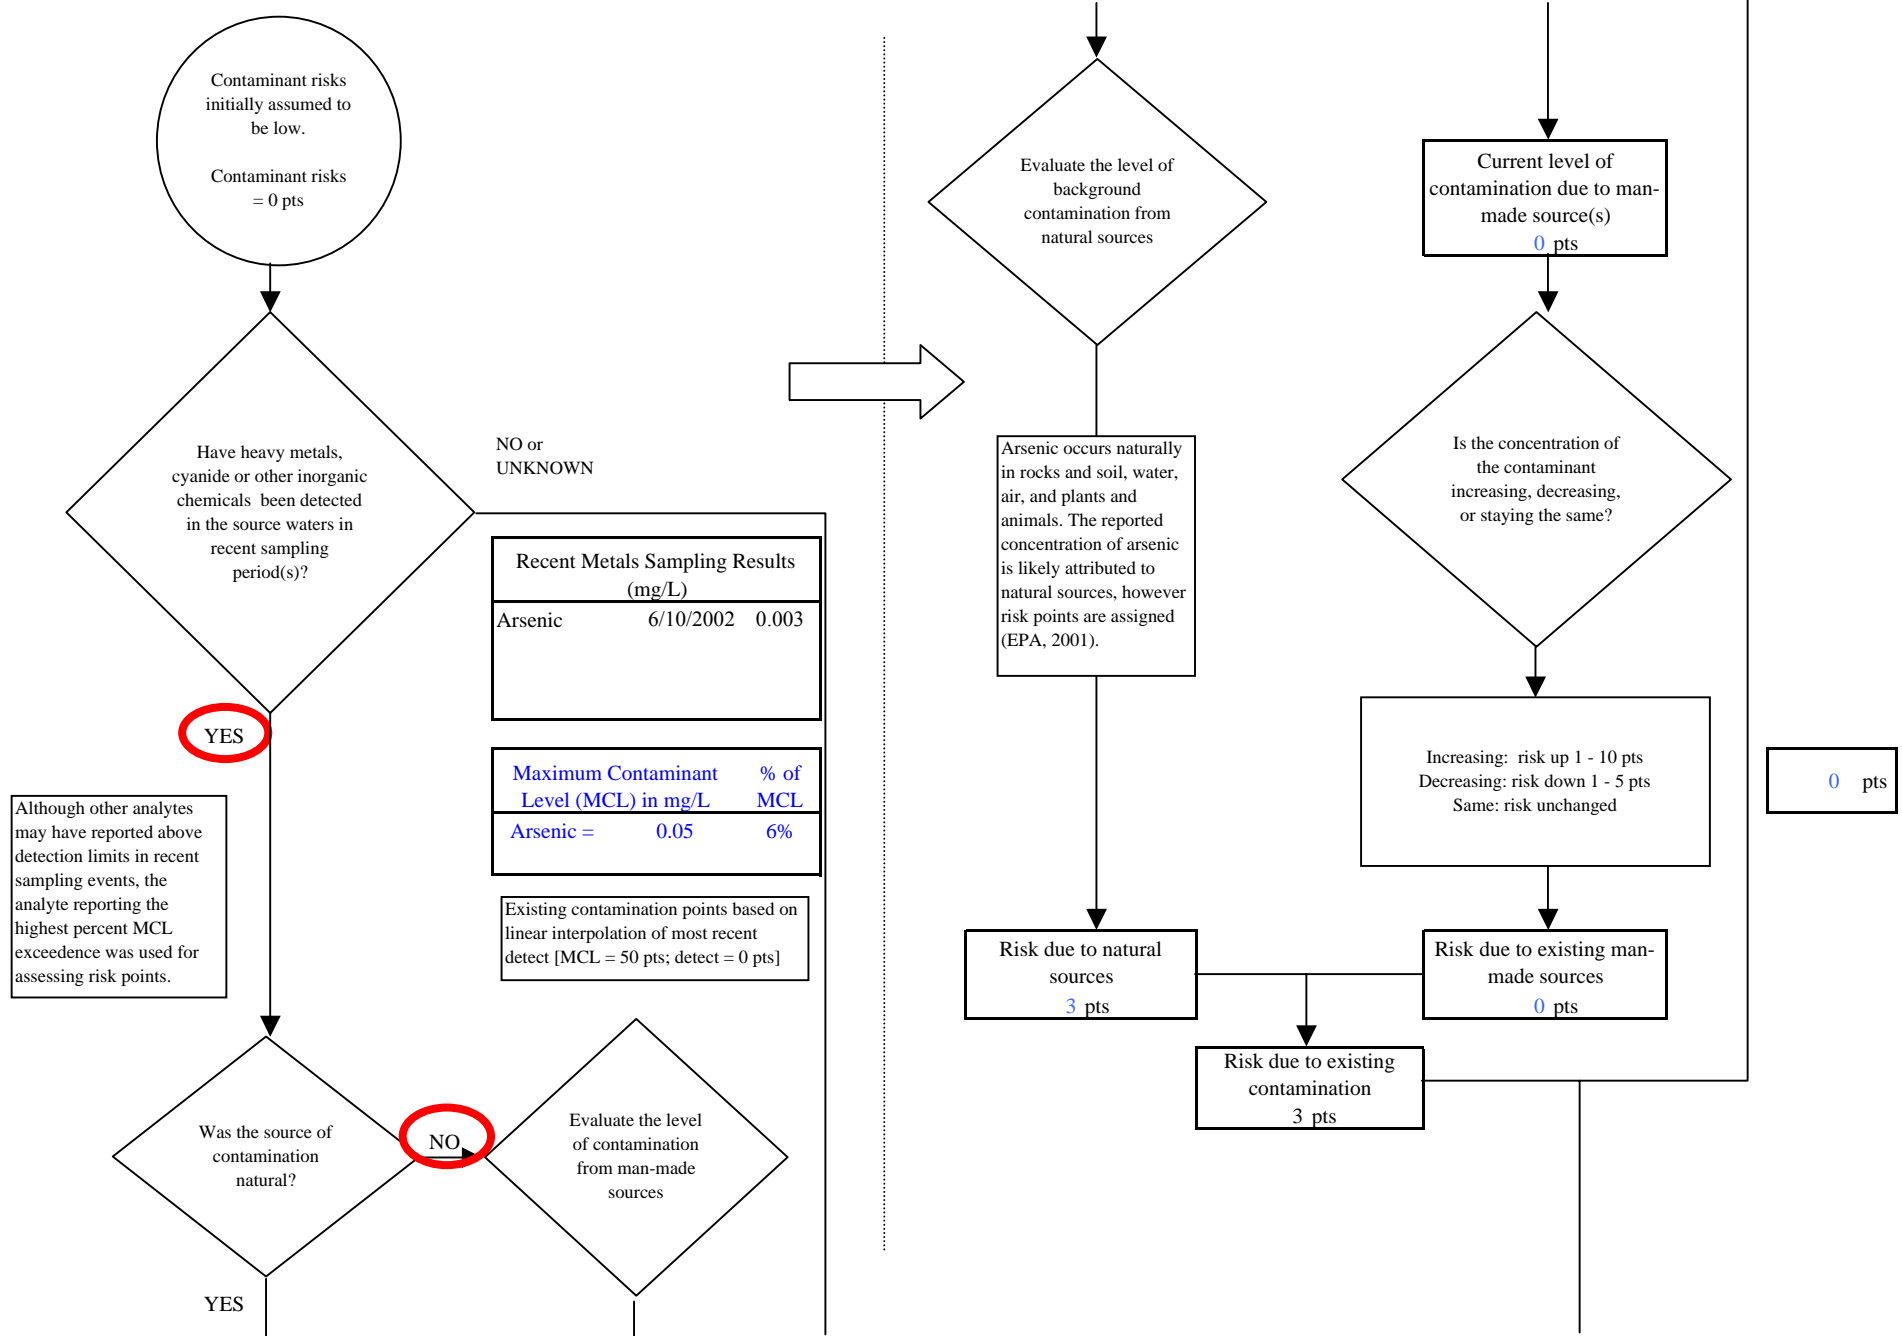 Contaminant risks
initially assumed to
be low.
Contaminant risks
= 0 pts
Have heavy metals,
cyanide or other inorganic
chemicals been detected
in the source waters in
recent sampling
period(s)?
NO or
UNKNOWN
Recent Metals Sampling Results
(mg/L)
Arsenic 6/10/2002 0.003
YES
Maximum Contaminant % of
Level (MCL) in mg/L MCL
Arsenic = 0.05 6%
Although other analytes
may have reported above
detection limits in recent
sampling events, the
analyte reporting the
highest percent MCL
exceedence was used for
assessing risk points.
Existing contamination points based on
linear interpolation of most recent
detect [MCL = 50 pts; detect = 0 pts]
Was the source of
contamination
natural?
NO
Evaluate the level
of contamination
from man-made
sources
YES
Evaluate the level of
background
contamination from
natural sources
Arsenic occurs naturally
in rocks and soil, water,
air, and plants and
animals. The reported
concentration of arsenic
is likely attributed to
natural sources, however
risk points are assigned
(EPA, 2001).
Risk due to natural
sources
3 pts
Current level of
contamination due to man-
made source(s)
0 pts
Is the concentration of
the contaminant
increasing, decreasing,
or staying the same?
Increasing: risk up 1 - 10 pts
Decreasing: risk down 1 - 5 pts
Same: risk unchanged
0 pts
Risk due to existing man-
made sources
0 pts
Risk due to existing
contamination
3 pts